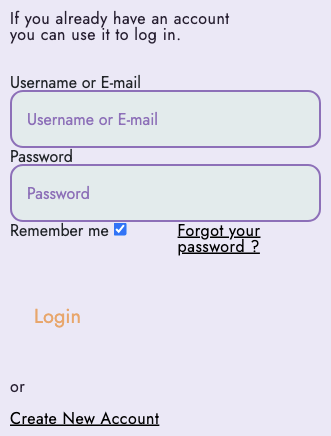 If you already have an account
you can use it to log in.
Username or E-mail
Username or E-mail
Password
Password
Remember me
Forgot your
password ?
Login
or
Create New Account